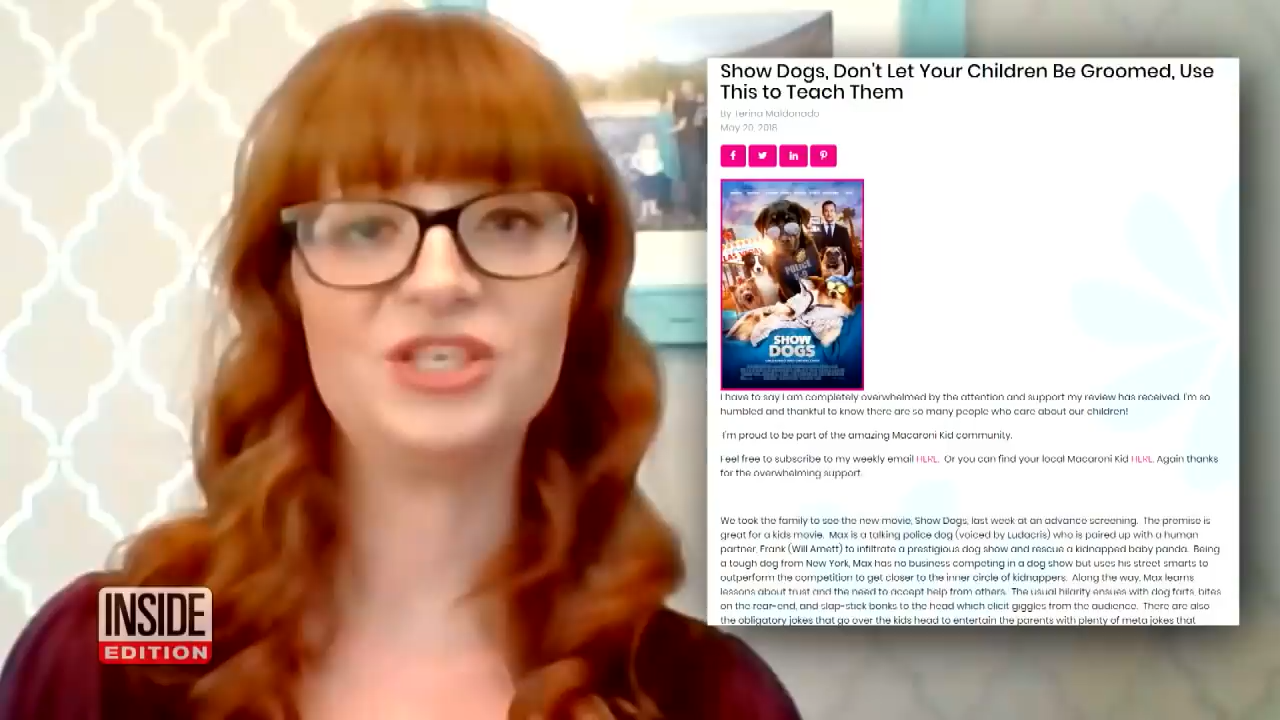 Show Dogs, Don't Let Your Children Be Groomed, Use
This to Teach Them
By Terina Maldonado
May 20, 2018
f in
POLICE
K-9
SHOW
DOGS
I have to say I am completely overwhelmed by the attention and support my review has received. I'm so
humbled and thankful to know there are so many people who care about our children!
I'm proud to be part of the amazing Macaroni Kid community.
Feel free to subscribe to my weekly email HERE. Or you can find your local Macaroni Kid HERE. Again thanks
for the overwhelming support.
We took the family to see the new movie, Show Dogs, last week at an advance screening. The premise is
great for a kids movie. Max is a talking police dog (voiced by Ludacris) who is paired up with a human
partner, Frank (Will Arnett) to infiltrate a prestigious dog show and rescue a kidnapped baby panda. Being
a tough dog from New York, Max has no business competing in a dog show but uses his street smarts to
outperform the competition to get closer to the inner circle of kidnappers. Along the way, Max learns
lessons about trust and the need to accept help from others. The usual hilarity ensues with dog farts, bites
on the rear-end, and slap-stick bonks to the head which elicit giggles from the audience. There are also
the obligatory jokes that go over the kids head to entertain the parents with plenty of meta jokes that
INSIDE
EDITION